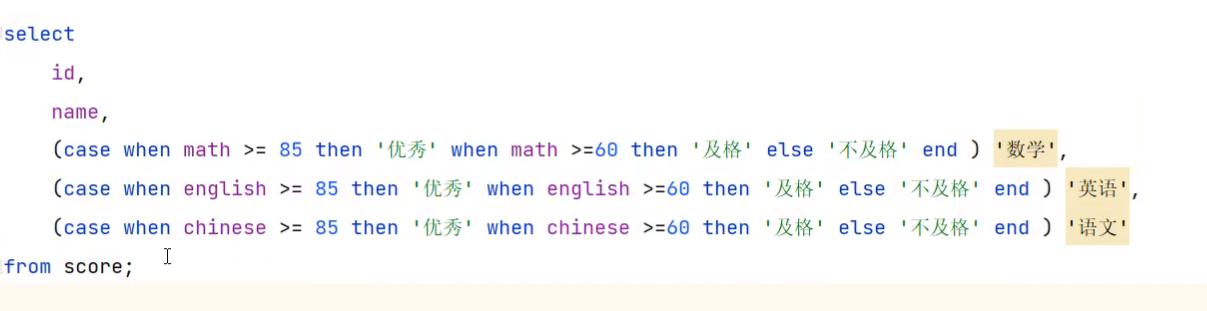 select
    id,
    name,
    (case when math >= 85 then '优秀' when math >=60 then '及格' else '不及格' end ) '数学',
    (case when english >= 85 then '优秀' when english >=60 then '及格' else '不及格' end ) '英语',
    (case when chinese >= 85 then '优秀' when chinese >=60 then '及格' else '不及格' end ) '语文'
from score;